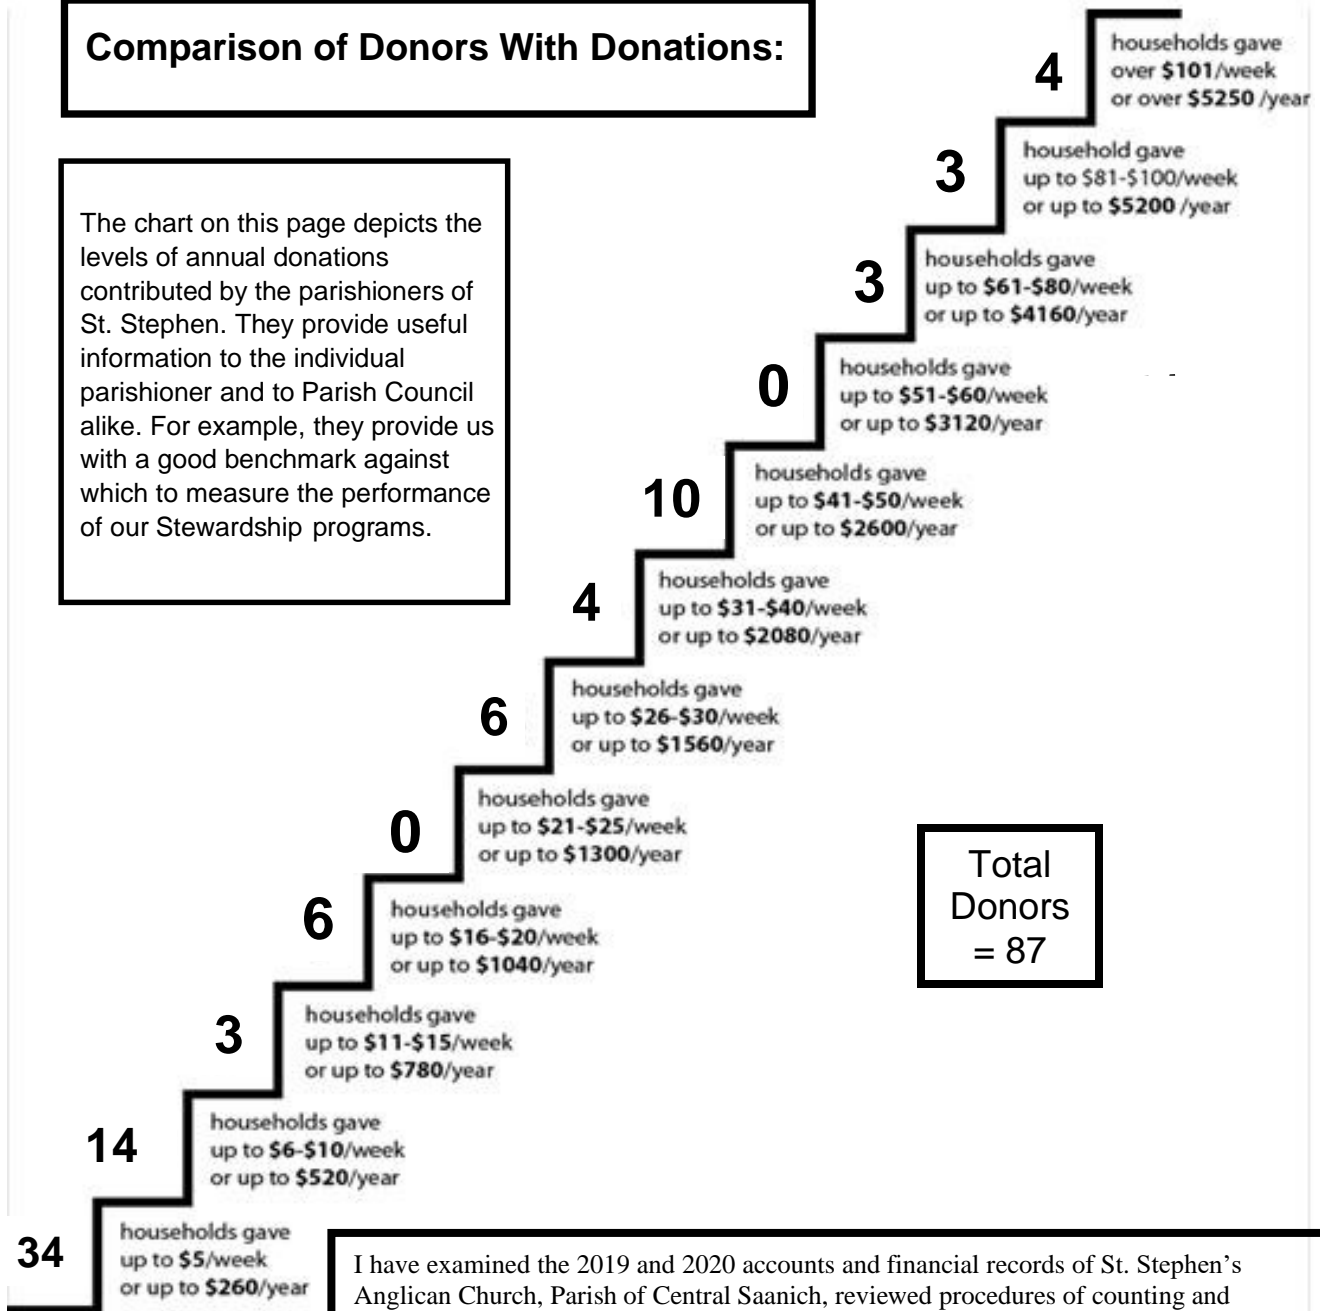 Comparison of Donors With Donations:
The chart on this page depicts the
levels of annual donations
contributed by the parishioners of
St. Stephen. They provide useful
information to the individual
parishioner and to Parish Council
alike. For example, they provide us
with a good benchmark against
which to measure the performance
of our Stewardship programs.
4
households gave
over $101/week
or over $5250 /year
3
household gave
up to $81-$100/week
or up to $5200 /year
3
households gave
up to $61-$80/week
or up to $4160/year
0
households gave
up to $51-$60/week
or up to $3120/year
10
households gave
up to $41-$50/week
or up to $2600/year
4
households gave
up to $31-$40/week
or up to $2080/year
6
households gave
up to $26-$30/week
or up to $1560/year
0
households gave
up to $21-$25/week
or up to $1300/year
6
households gave
up to $16-$20/week
or up to $1040/year
3
households gave
up to $11-$15/week
or up to $780/year
14
households gave
up to $6-$10/week
or up to $520/year
34
households gave
up to $5/week
or up to $260/year
Total
Donors
= 87
I have examined the 2019 and 2020 accounts and financial records of St. Stephen's
Anglican Church, Parish of Central Saanich, reviewed procedures of counting and